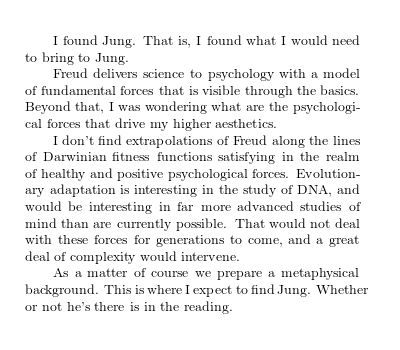 I found Jung. That is, I found what I would need
to bring to Jung.
Freud delivers science to psychology with a model
of fundamental forces that is visible through the basics.
Beyond that, I was wondering what are the psychologi-
cal forces that drive my higher aesthetics.
I don't find extrapolations of Freud along the lines
of Darwinian fitness functions satisfying in the realm
of healthy and positive psychological forces. Evolution-
ary adaptation is interesting in the study of DNA, and
would be interesting in far more advanced studies of
mind than are currently possible. That would not deal
with these forces for generations to come, and a great
deal of complexity would intervene.
As a matter of course we prepare a metaphysical
background. This is where I expect to find Jung. Whether
or not he's there is in the reading.